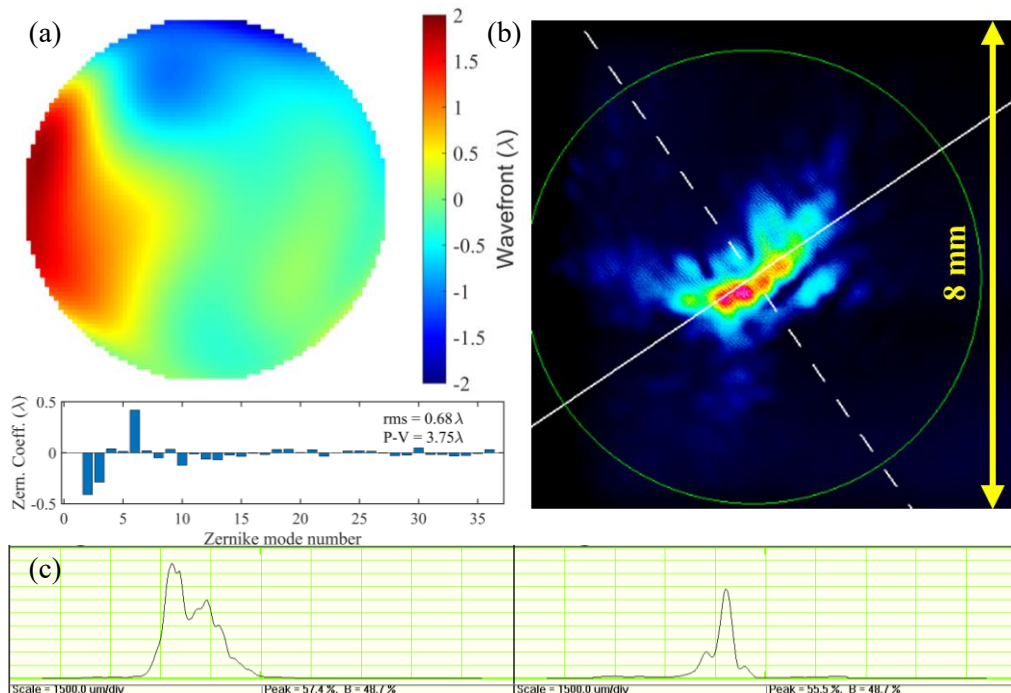 (a)
2
1.5
1
0.5
0
-0.5
-1
-1.5
-2
Wavefront (λ)
(b)
8 mm
0.5
0
-0.5
Zern. Coeff. (λ)
rms = 0.68 λ
P-V = 3.75λ
0 5 10 15 20 25 30 35
Zernike mode number
(c)
Scale = 1500.0 um/div
Peak = 57.4 %, B = 48.7 %
Scale = 1500.0 um/div
Peak = 55.5 %, B = 48.7 %